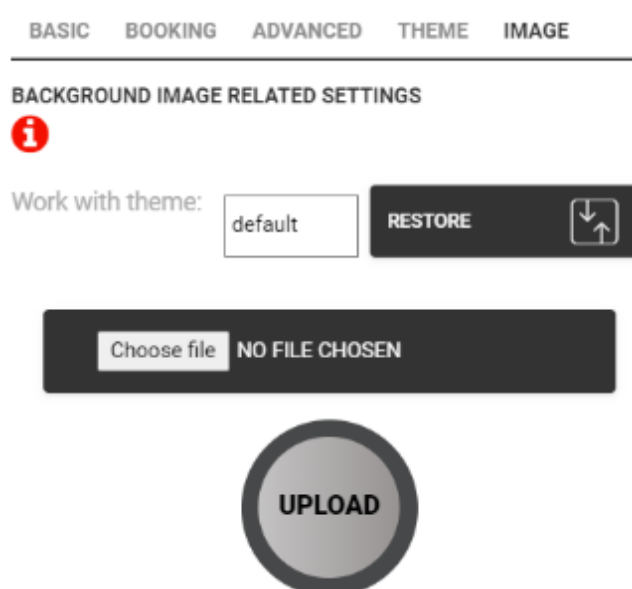 BASIC BOOKING ADVANCED THEME IMAGE
BACKGROUND IMAGE RELATED SETTINGS
i
Work with theme: default RESTORE
Choose file NO FILE CHOSEN
UPLOAD